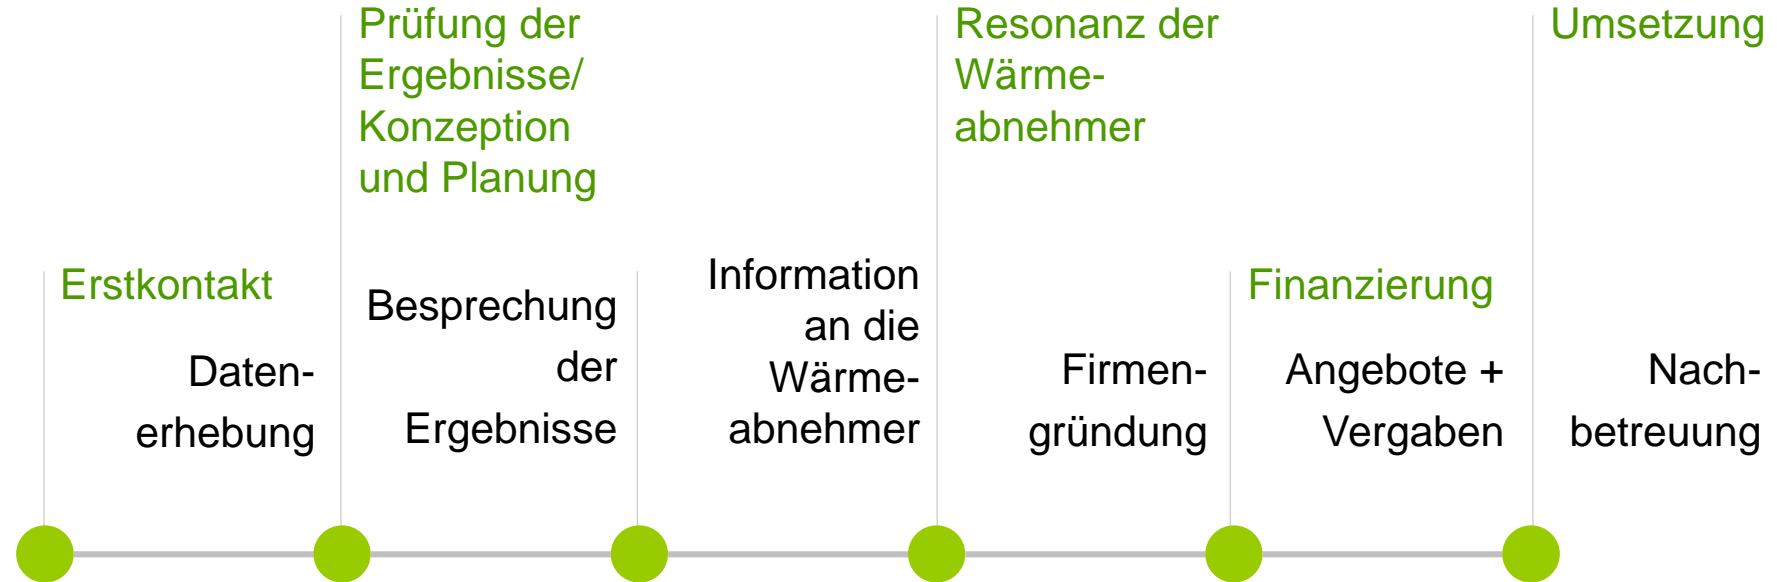 Erstkontakt
Daten-
erhebung
Prüfung der
Ergebnisse/
Konzeption
und Planung
Besprechung
der
Ergebnisse
Information
an die
Wärme-
abnehmer
Resonanz der
Wärme-
abnehmer
Firmen-
gründung
Finanzierung
Angebote +
Vergaben
Umsetzung
Nach-
betreuung